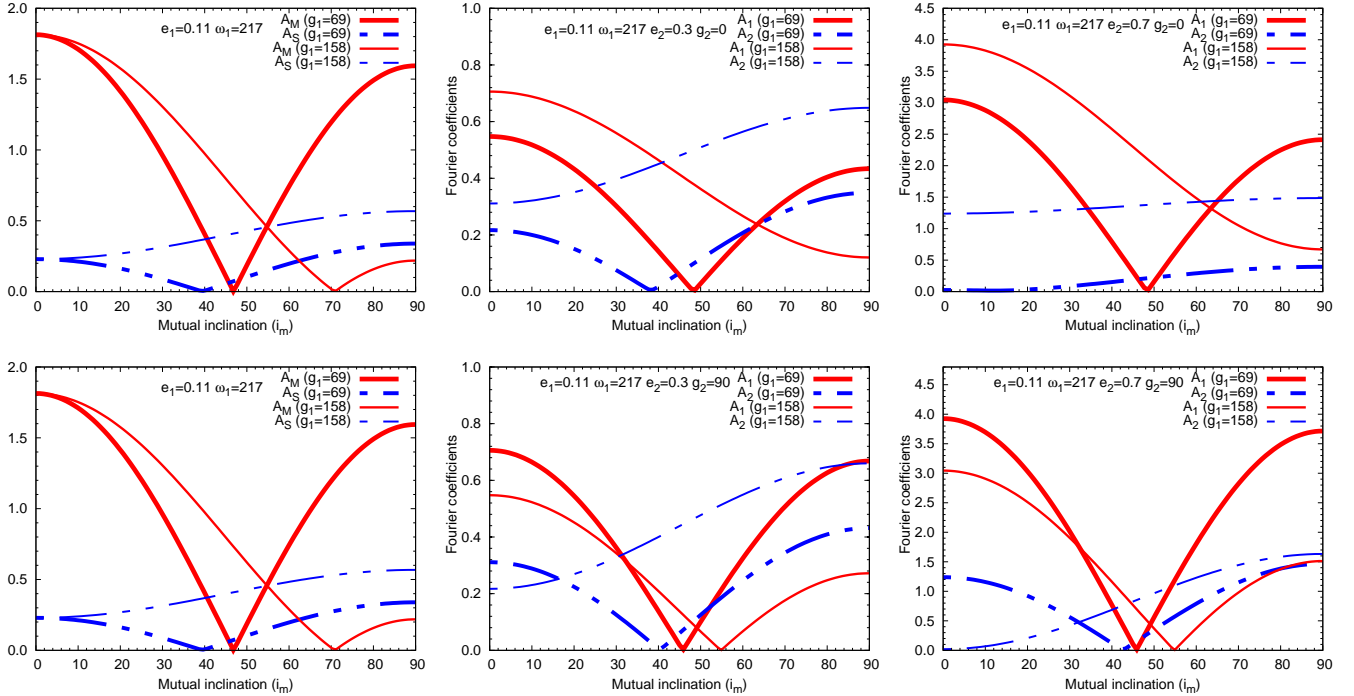 e1=0.11 ω1=217
AM (g1=69)
AS (g1=69)
AM (g1=158)
AS (g1=158)
2.0
1.5
1.0
0.5
0.0
0 10 20 30 40 50 60 70 80 90
Mutual inclination (im)
e1=0.11 ω1=217 e2=0.3 g2=0
A1 (g1=69)
A2 (g1=69)
A1 (g1=158)
A2 (g1=158)
Fourier coefficients
1.0
0.8
0.6
0.4
0.2
0.0
0 10 20 30 40 50 60 70 80 90
Mutual inclination (im)
e1=0.11 ω1=217 e2=0.7 g2=0
A1 (g1=69)
A2 (g1=69)
A1 (g1=158)
A2 (g1=158)
Fourier coefficients
4.5
4.0
3.5
3.0
2.5
2.0
1.5
1.0
0.5
0.0
0 10 20 30 40 50 60 70 80 90
Mutual inclination (im)
e1=0.11 ω1=217
AM (g1=69)
AS (g1=69)
AM (g1=158)
AS (g1=158)
2.0
1.5
1.0
0.5
0.0
0 10 20 30 40 50 60 70 80 90
Mutual inclination (im)
e1=0.11 ω1=217 e2=0.3 g2=90
A1 (g1=69)
A2 (g1=69)
A1 (g1=158)
A2 (g1=158)
Fourier coefficients
1.0
0.8
0.6
0.4
0.2
0.0
0 10 20 30 40 50 60 70 80 90
Mutual inclination (im)
e1=0.11 ω1=217 e2=0.7 g2=90
A1 (g1=69)
A2 (g1=69)
A1 (g1=158)
A2 (g1=158)
Fourier coefficients
4.5
4.0
3.5
3.0
2.5
2.0
1.5
1.0
0.5
0.0
0 10 20 30 40 50 60 70 80 90
Mutual inclination (im)